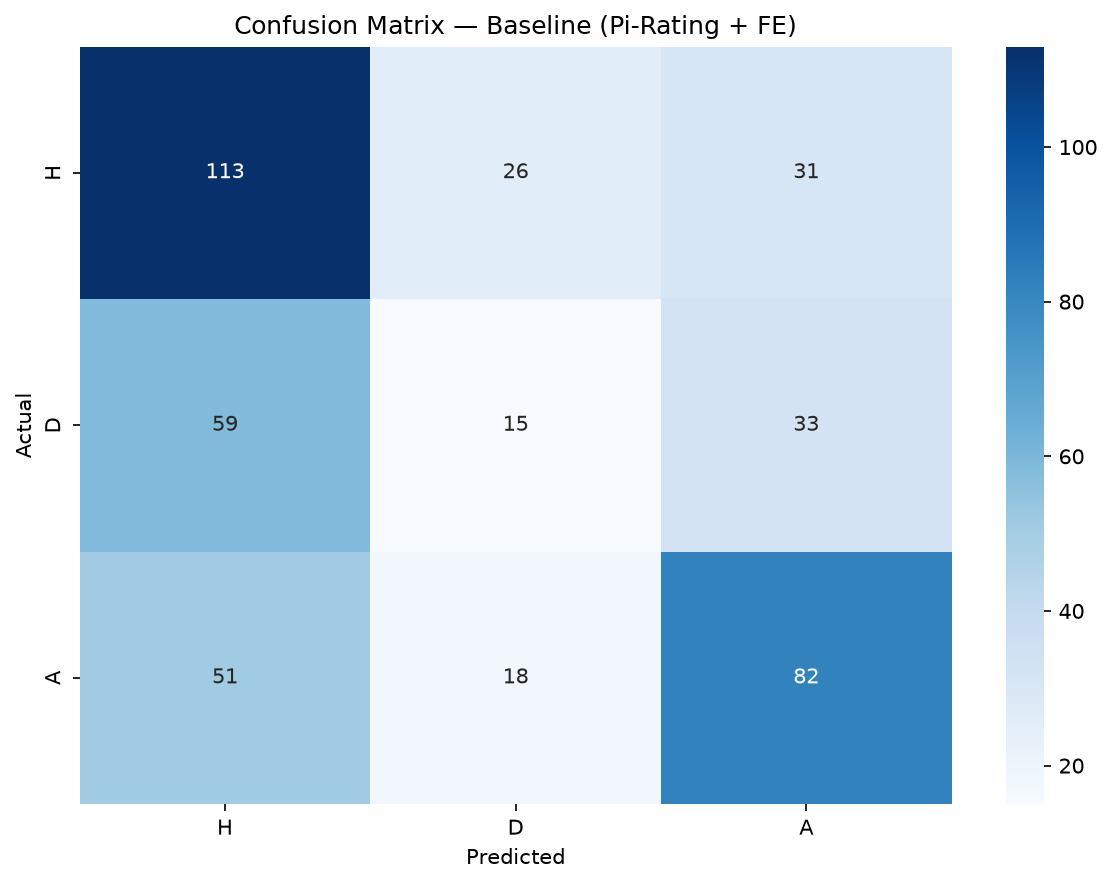 Confusion Matrix — Baseline (Pi-Rating + FE)
H 113 26 31
D 59 15 33
A 51 18 82
Actual
H D A
Predicted
100
80
60
40
20